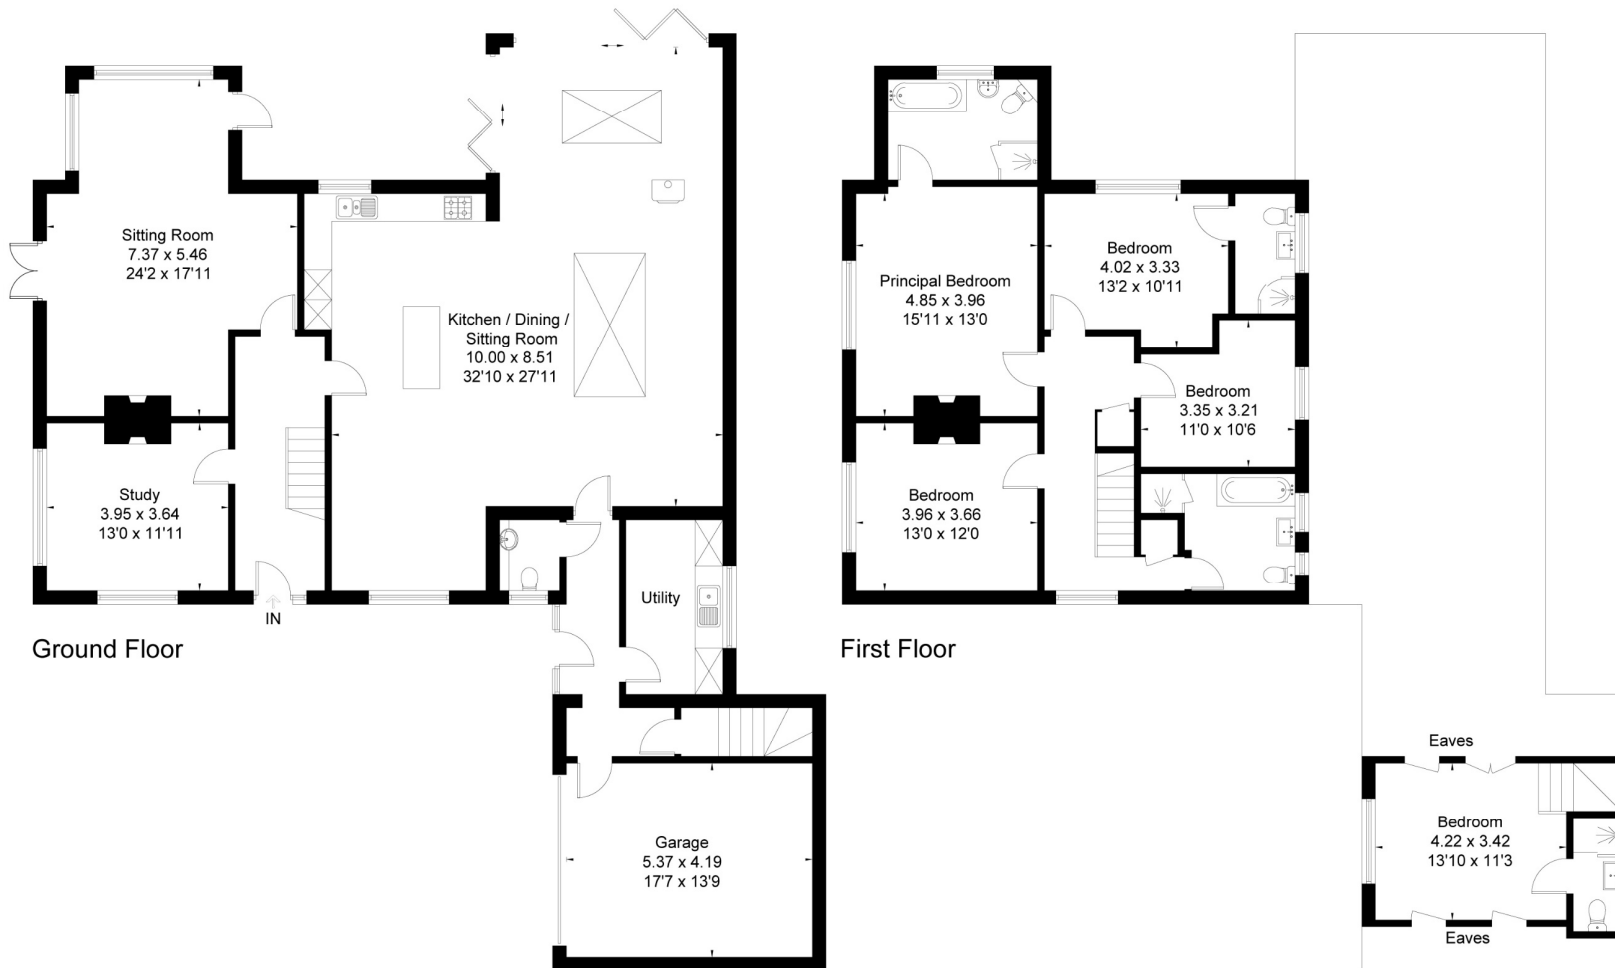 Sitting Room
7.37 x 5.46
24'2 x 17'11
Kitchen / Dining /
Sitting Room
10.00 x 8.51
32'10 x 27'11
Study
3.95 x 3.64
13'0 x 11'11
IN
Utility
Ground Floor
Garage
5.37 x 4.19
17'7 x 13'9
Principal Bedroom
4.85 x 3.96
15'11 x 13'0
Bedroom
4.02 x 3.33
13'2 x 10'11
Bedroom
3.35 x 3.21
11'0 x 10'6
Bedroom
3.96 x 3.66
13'0 x 12'0
First Floor
Eaves
Bedroom
4.22 x 3.42
13'10 x 11'3
Eaves